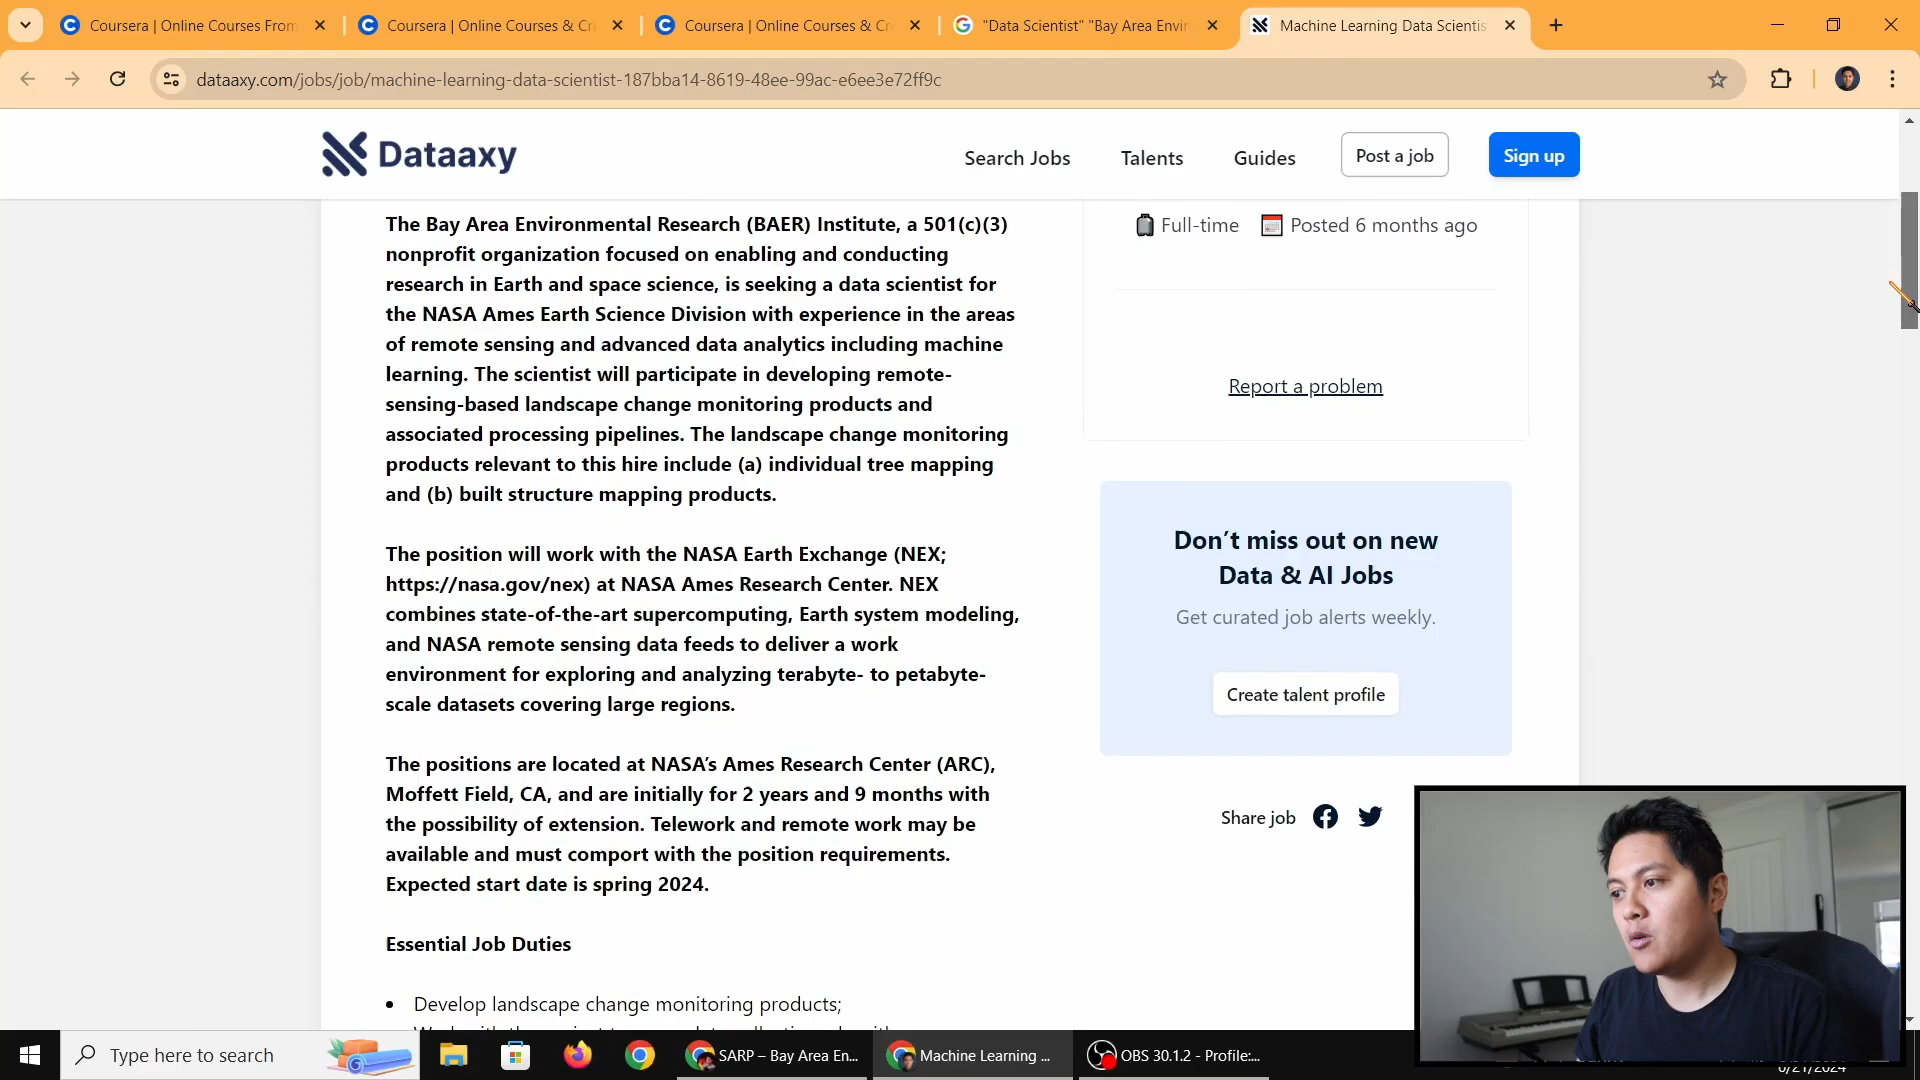 Coursera | Online Courses From
Coursera | Online Courses & Cr
Coursera | Online Courses & Cr
"Data Scientist" "Bay Area Envir
Machine Learning Data Scientis
dataaxy.com/jobs/job/machine-learning-data-scientist-187bba14-8619-48ee-99ac-e6ee3e72ff9c
Dataaxy
Search Jobs
Talents
Guides
Post a job
Sign up
The Bay Area Environmental Research (BAER) Institute, a 501(c)(3)
nonprofit organization focused on enabling and conducting
research in Earth and space science, is seeking a data scientist for
the NASA Ames Earth Science Division with experience in the areas
of remote sensing and advanced data analytics including machine
learning. The scientist will participate in developing remote-
sensing-based landscape change monitoring products and
associated processing pipelines. The landscape change monitoring
products relevant to this hire include (a) individual tree mapping
and (b) built structure mapping products.
The position will work with the NASA Earth Exchange (NEX;
https://nasa.gov/nex) at NASA Ames Research Center. NEX
combines state-of-the-art supercomputing, Earth system modeling,
and NASA remote sensing data feeds to deliver a work
environment for exploring and analyzing terabyte- to petabyte-
scale datasets covering large regions.
The positions are located at NASA's Ames Research Center (ARC),
Moffett Field, CA, and are initially for 2 years and 9 months with
the possibility of extension. Telework and remote work may be
available and must comport with the position requirements.
Expected start date is spring 2024.
Essential Job Duties
• Develop landscape change monitoring products;
Full-time
Posted 6 months ago
Report a problem
Don't miss out on new
Data & AI Jobs
Get curated job alerts weekly.
Create talent profile
Share job
Type here to search
SARP – Bay Area En...
Machine Learning ...
OBS 30.1.2 - Profile:...
6/21/2024